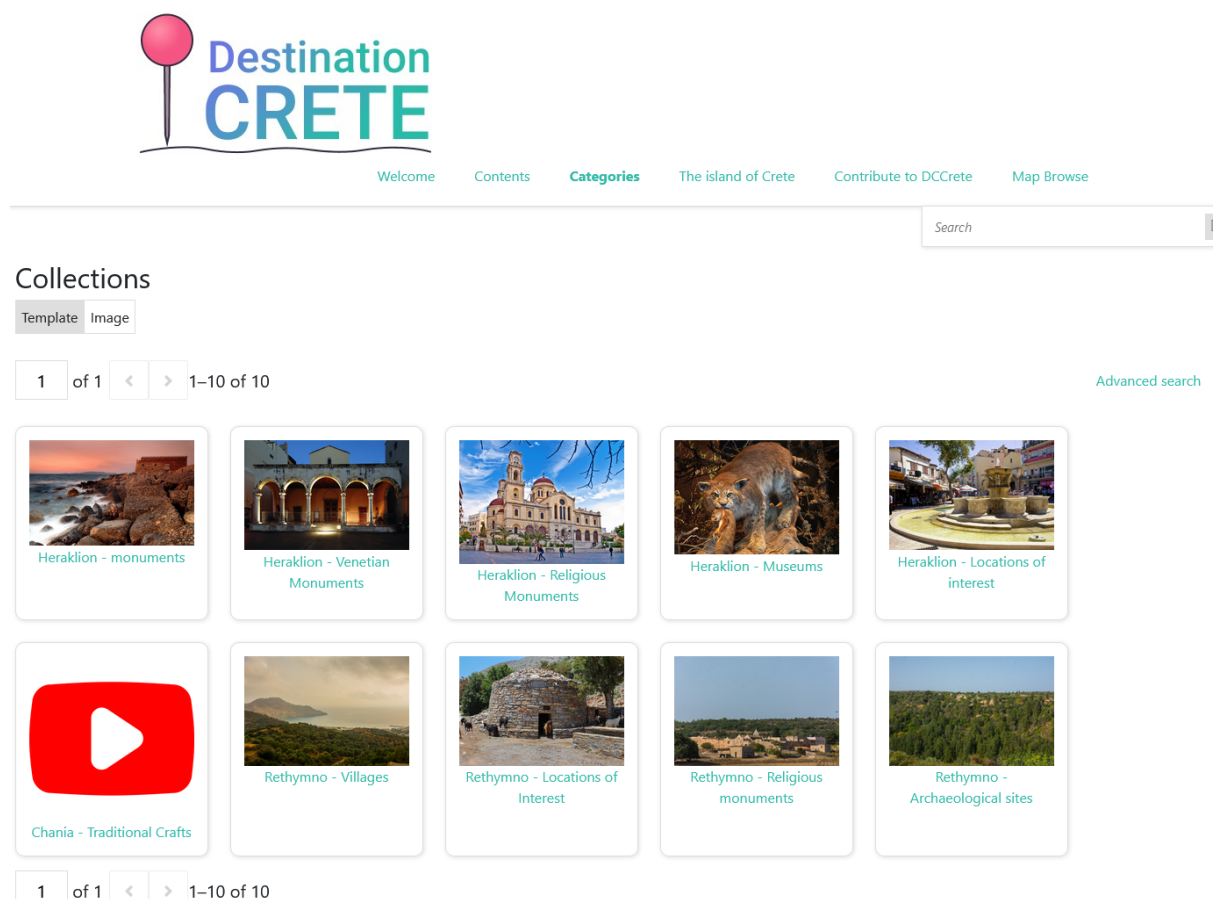 Destination
CRETE
Welcome Contents Categories The island of Crete Contribute to DCCrete Map Browse
Search
Collections
Template Image
1 of 1 1–10 of 10
Advanced search
Heraklion - monuments
Heraklion - Venetian
Monuments
Heraklion - Religious
Monuments
Heraklion - Museums
Heraklion - Locations of
interest
Chania - Traditional Crafts
Rethymno - Villages
Rethymno - Locations of
Interest
Rethymno - Religious
monuments
Rethymno -
Archaeological sites
1 of 1 1–10 of 10